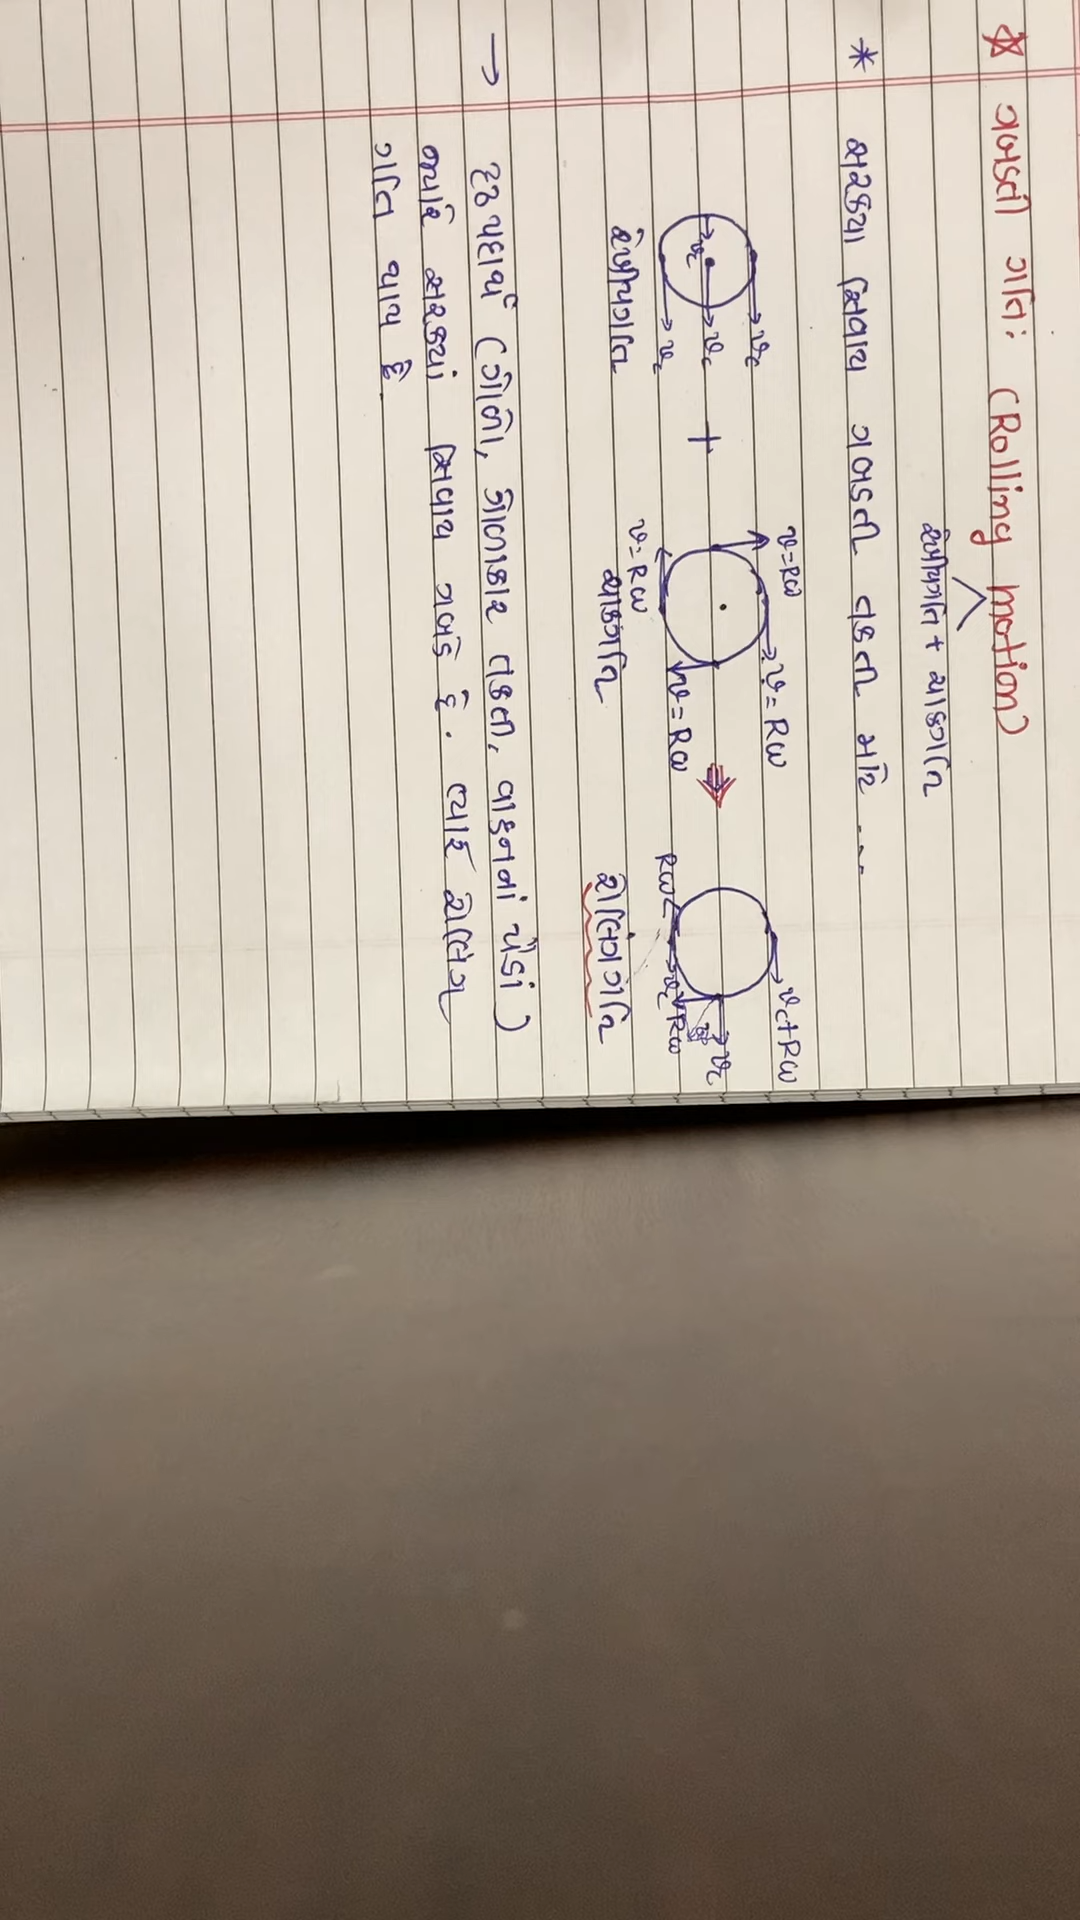 ☆ ગબડતી ગતિ: (Rolling motion)
રેખીયગતિ + ચાકગતિ
* સરક્યા સિવાય ગબડતી તકતી માટે ---
v=Rω
v꜀ v=Rω v꜀+Rω
v꜀ v꜀ + ⇒ v꜀
v꜀ v=Rω v=Rω Rω v꜀ Rω
રેખીયગતિ ચાકગતિ રોલિંગગતિ
→ દૃઢ પદાર્થ (ગોળો, ગોળાકાર તકતી, વાહનનાં પૈડાં)
જ્યારે સરક્યાં સિવાય ગબડે છે. ત્યારે રોલિંગ
ગતિ થાય છે.